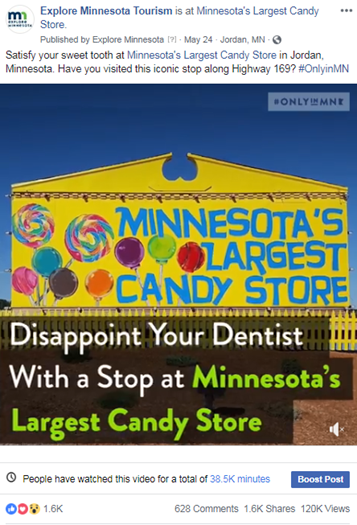 Explore Minnesota Tourism is at Minnesota's Largest Candy
Store.
Published by Explore Minnesota [?] · May 24 · Jordan, MN ·
Satisfy your sweet tooth at Minnesota's Largest Candy Store in Jordan,
Minnesota. Have you visited this iconic stop along Highway 169? #OnlyinMN
#ONLYINMN
MINNESOTA'S
LARGEST
CANDY STORE
Disappoint Your Dentist
With a Stop at Minnesota's
Largest Candy Store
People have watched this video for a total of 38.5K minutes
Boost Post
1.6K
628 Comments 1.6K Shares 120K Views